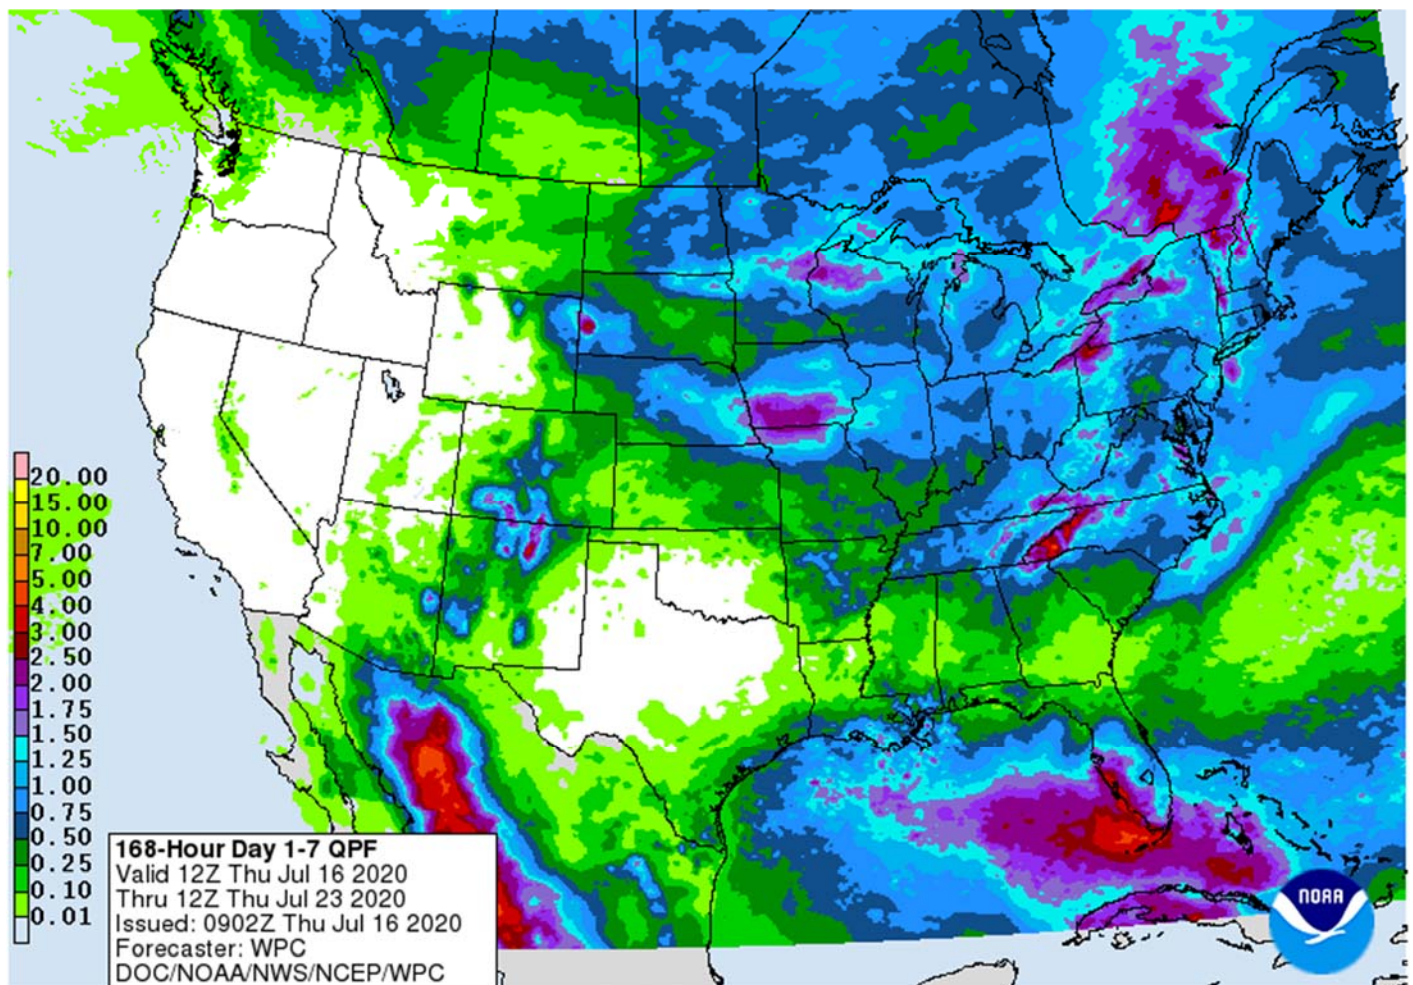 20.00
15.00
10.00
7.00
5.00
4.00
3.00
2.50
2.00
1.75
1.50
1.25
1.00
0.75
0.50
0.25
0.10
0.01
168-Hour Day 1-7 QPF
Valid 12Z Thu Jul 16 2020
Thru 12Z Thu Jul 23 2020
Issued: 0902Z Thu Jul 16 2020
Forecaster: WPC
DOC/NOAA/NWS/NCEP/WPC
NOAA